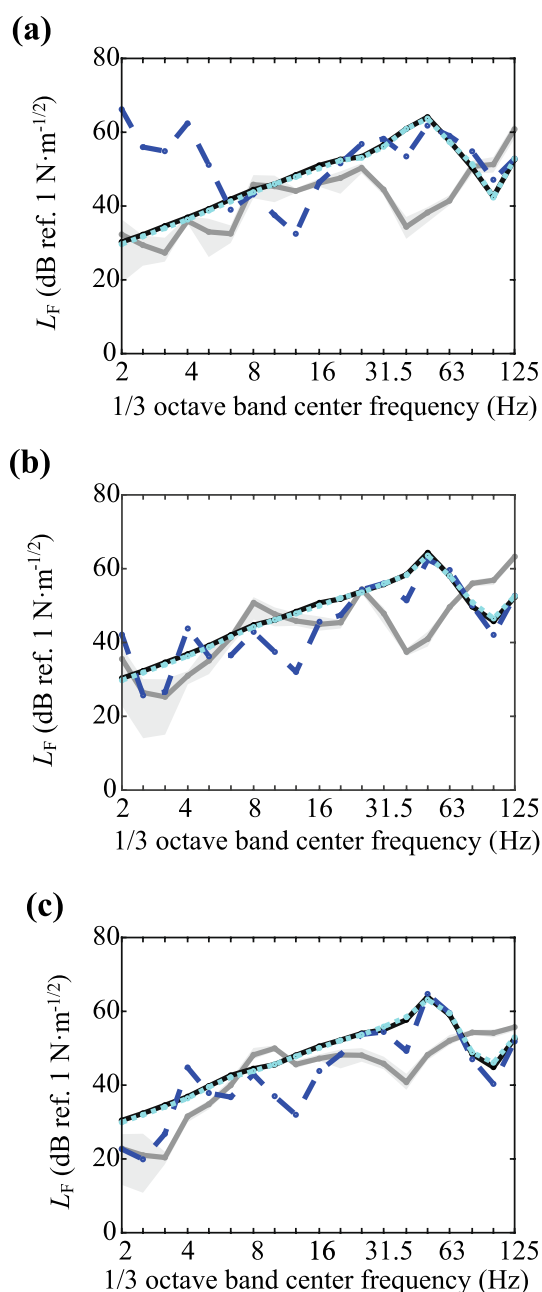 (a)
80
60
40
20
0
L_F (dB ref. 1 N·m^-1/2)
2 4 8 16 31.5 63 125
1/3 octave band center frequency (Hz)
(b)
80
60
40
20
0
L_F (dB ref. 1 N·m^-1/2)
2 4 8 16 31.5 63 125
1/3 octave band center frequency (Hz)
(c)
80
60
40
20
0
L_F (dB ref. 1 N·m^-1/2)
2 4 8 16 31.5 63 125
1/3 octave band center frequency (Hz)